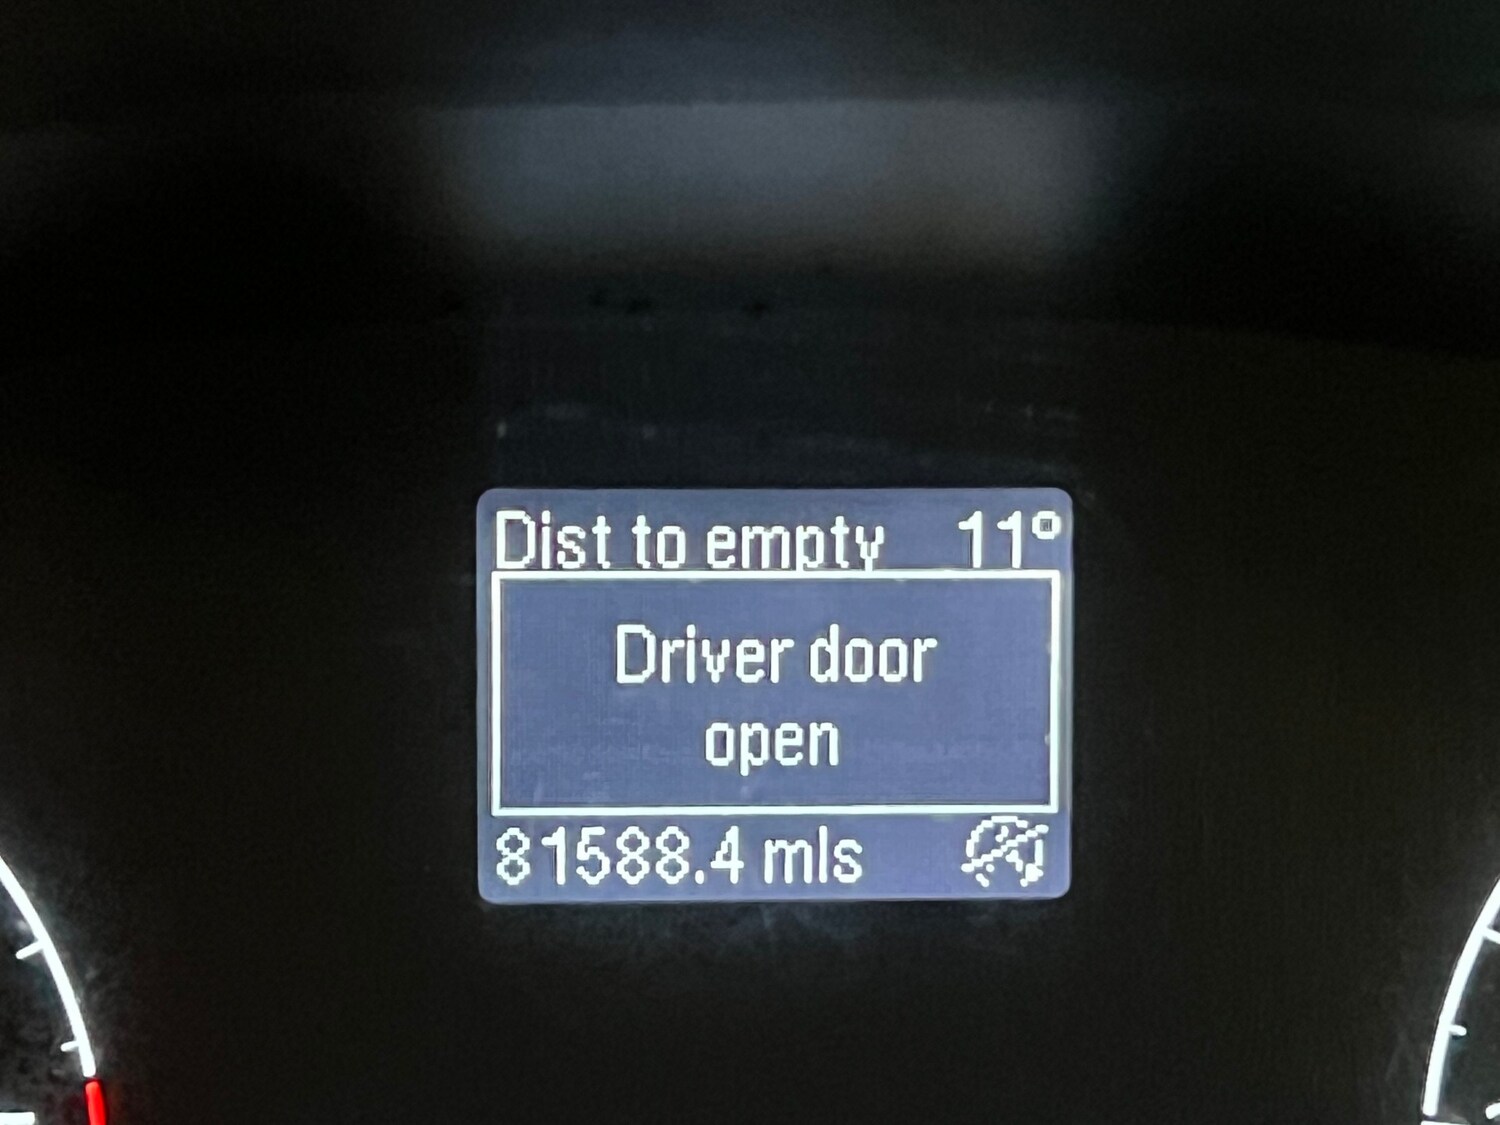 Dist to empty 11°
Driver door
open
81588.4 mls